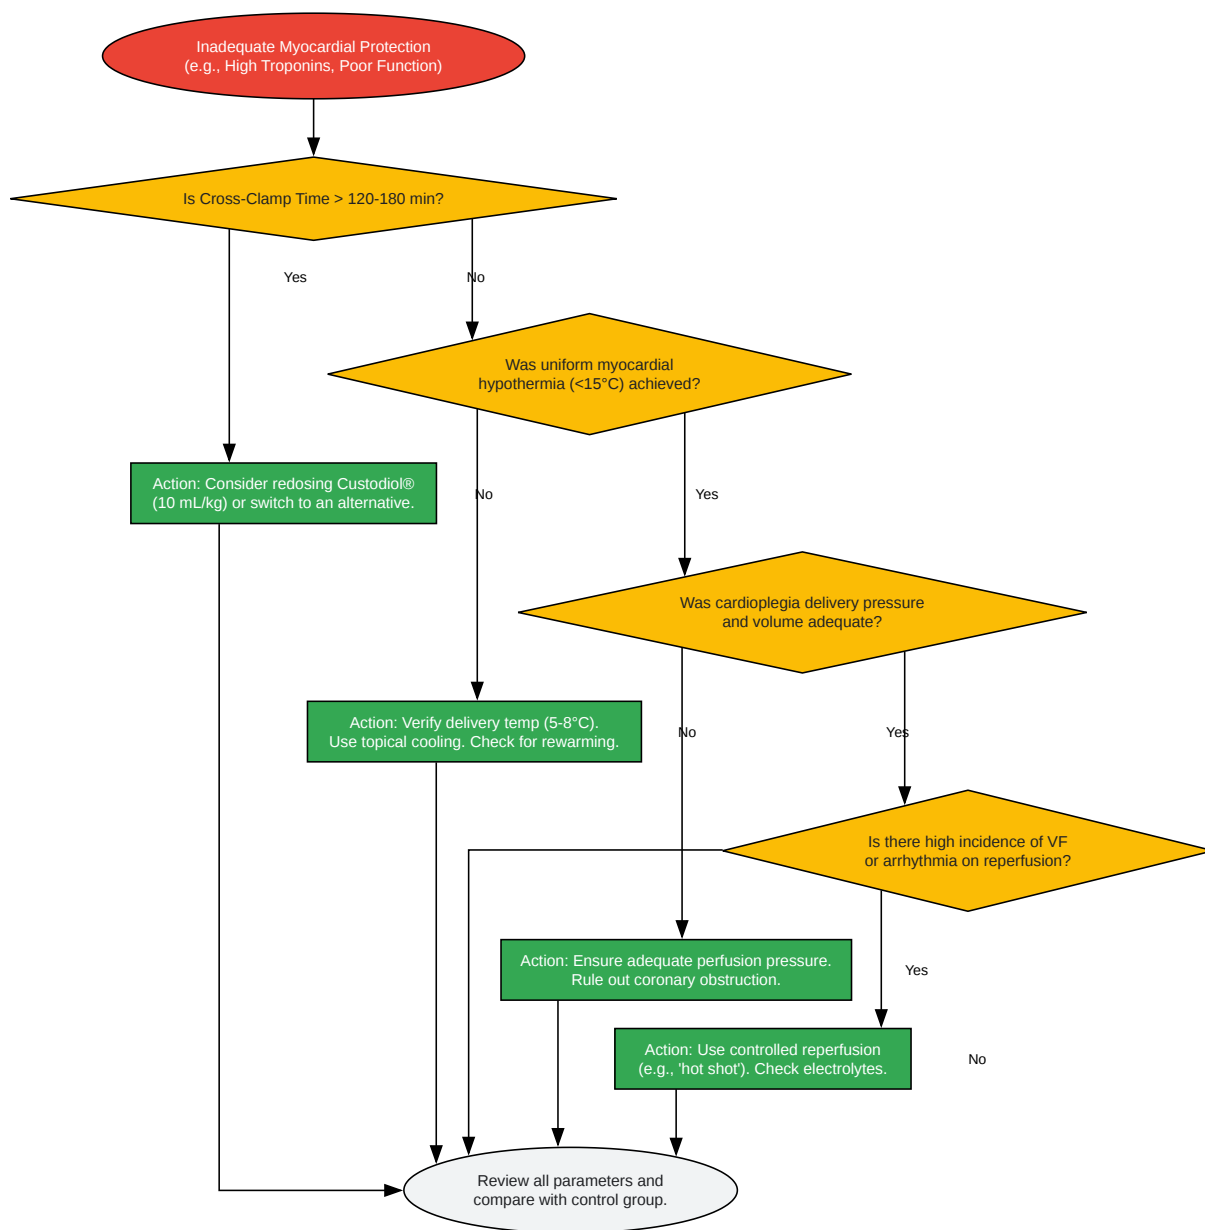 Inadequate Myocardial Protection
(e.g., High Troponins, Poor Function)
Is Cross-Clamp Time > 120-180 min?
Yes
No
Was uniform myocardial
hypothermia (<15°C) achieved?
Action: Consider redosing Custodiol®
(10 mL/kg) or switch to an alternative.
No
Yes
Was cardioplegia delivery pressure
and volume adequate?
Action: Verify delivery temp (5-8°C).
Use topical cooling. Check for rewarming.
No
Yes
Is there high incidence of VF
or arrhythmia on reperfusion?
Action: Ensure adequate perfusion pressure.
Rule out coronary obstruction.
Yes
Action: Use controlled reperfusion
(e.g., 'hot shot'). Check electrolytes.
No
Review all parameters and
compare with control group.